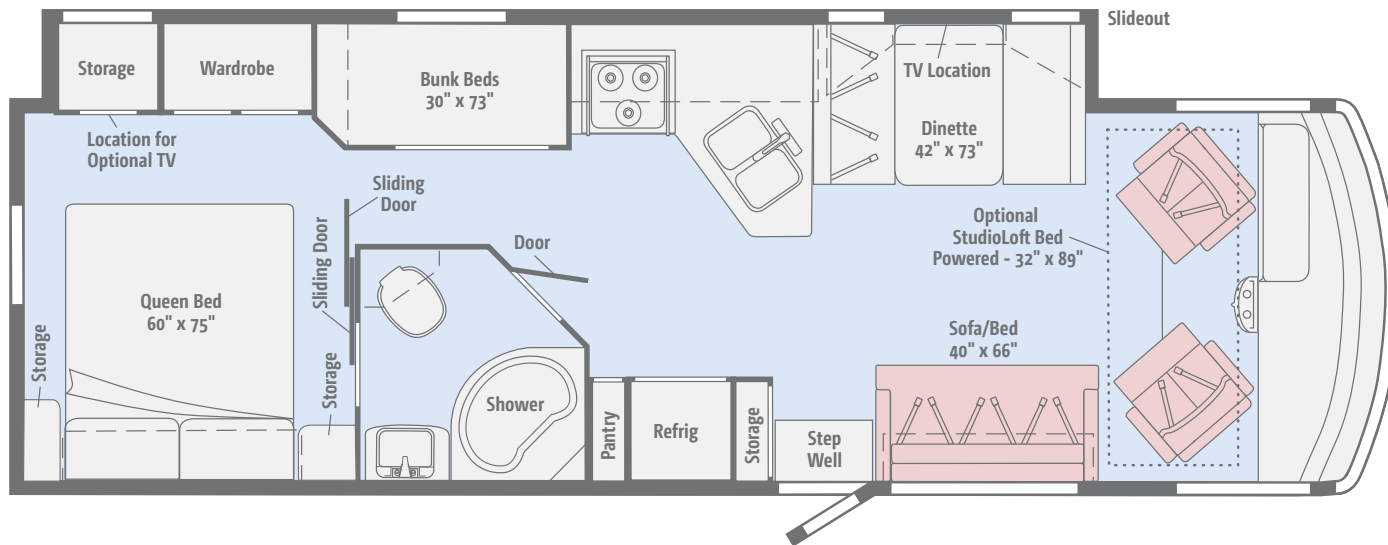 Slideout
Storage
Wardrobe
Bunk Beds
30" x 73"
TV Location
Dinette
42" x 73"
Location for
Optional TV
Sliding
Door
Sliding Door
Door
Optional
StudioLoft Bed
Powered - 32" x 89"
Queen Bed
60" x 75"
Storage
Storage
Shower
Pantry
Refrig
Storage
Step
Well
Sofa/Bed
40" x 66"